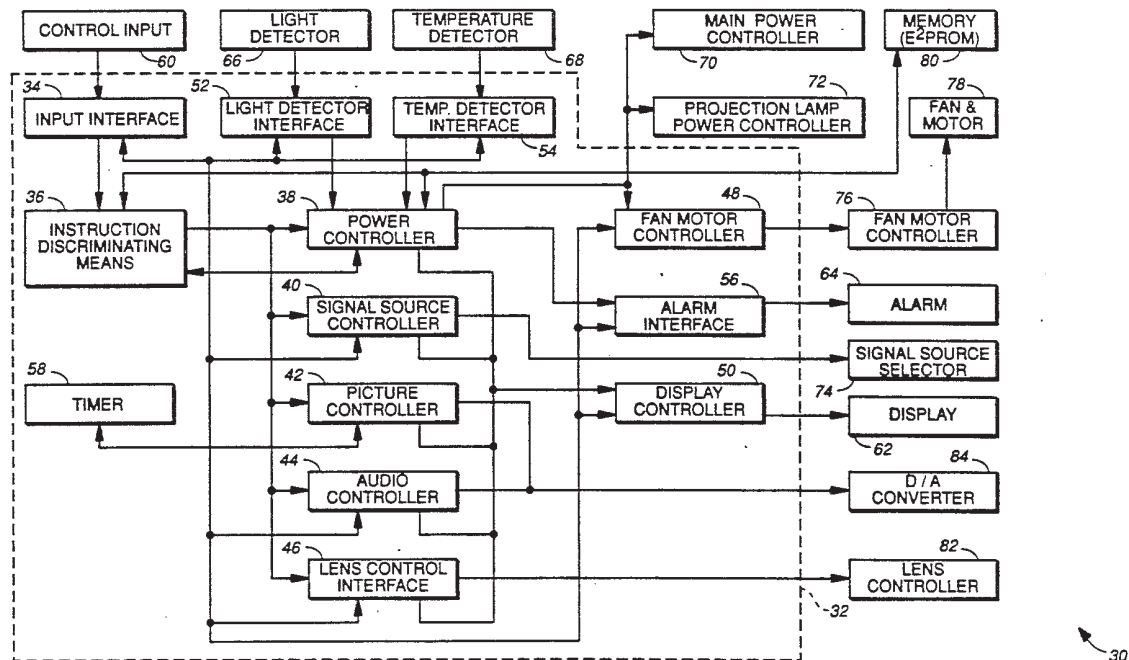 CONTROL INPUT
60
LIGHT
DETECTOR
66
TEMPERATURE
DETECTOR
68
MAIN POWER
CONTROLLER
70
MEMORY
(E²PROM)
80
34
INPUT INTERFACE
52
LIGHT DETECTOR
INTERFACE
TEMP. DETECTOR
INTERFACE
54
72
PROJECTION LAMP
POWER CONTROLLER
78
FAN &
MOTOR
36
INSTRUCTION
DISCRIMINATING
MEANS
38
POWER
CONTROLLER
48
FAN MOTOR
CONTROLLER
76
FAN MOTOR
CONTROLLER
40
SIGNAL SOURCE
CONTROLLER
56
ALARM
INTERFACE
64
ALARM
SIGNAL SOURCE
SELECTOR
74
58
TIMER
42
PICTURE
CONTROLLER
50
DISPLAY
CONTROLLER
DISPLAY
62
44
AUDIO
CONTROLLER
84
D / A
CONVERTER
46
LENS CONTROL
INTERFACE
82
LENS
CONTROLLER
32
30